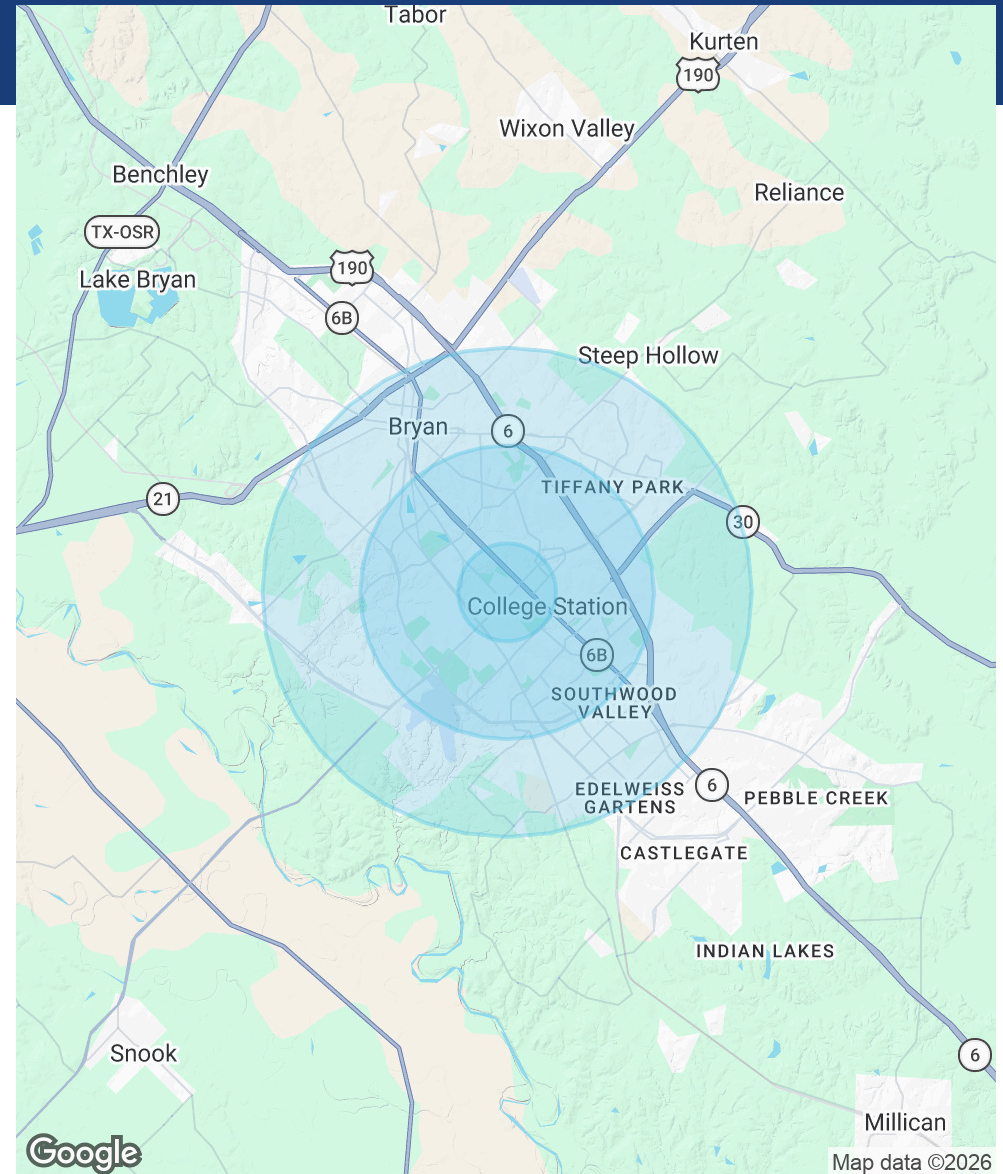 Tabor
Kurten
190
Wixon Valley
Benchley
Reliance
TX-OSR
190
Lake Bryan
6B
Steep Hollow
Bryan
6
TIFFANY PARK
21
30
College Station
6B
SOUTHWOOD
VALLEY
6
EDELWEISS
GARTENS
PEBBLE CREEK
CASTLEGATE
INDIAN LAKES
Snook
6
Millican
Google
Map data ©2026